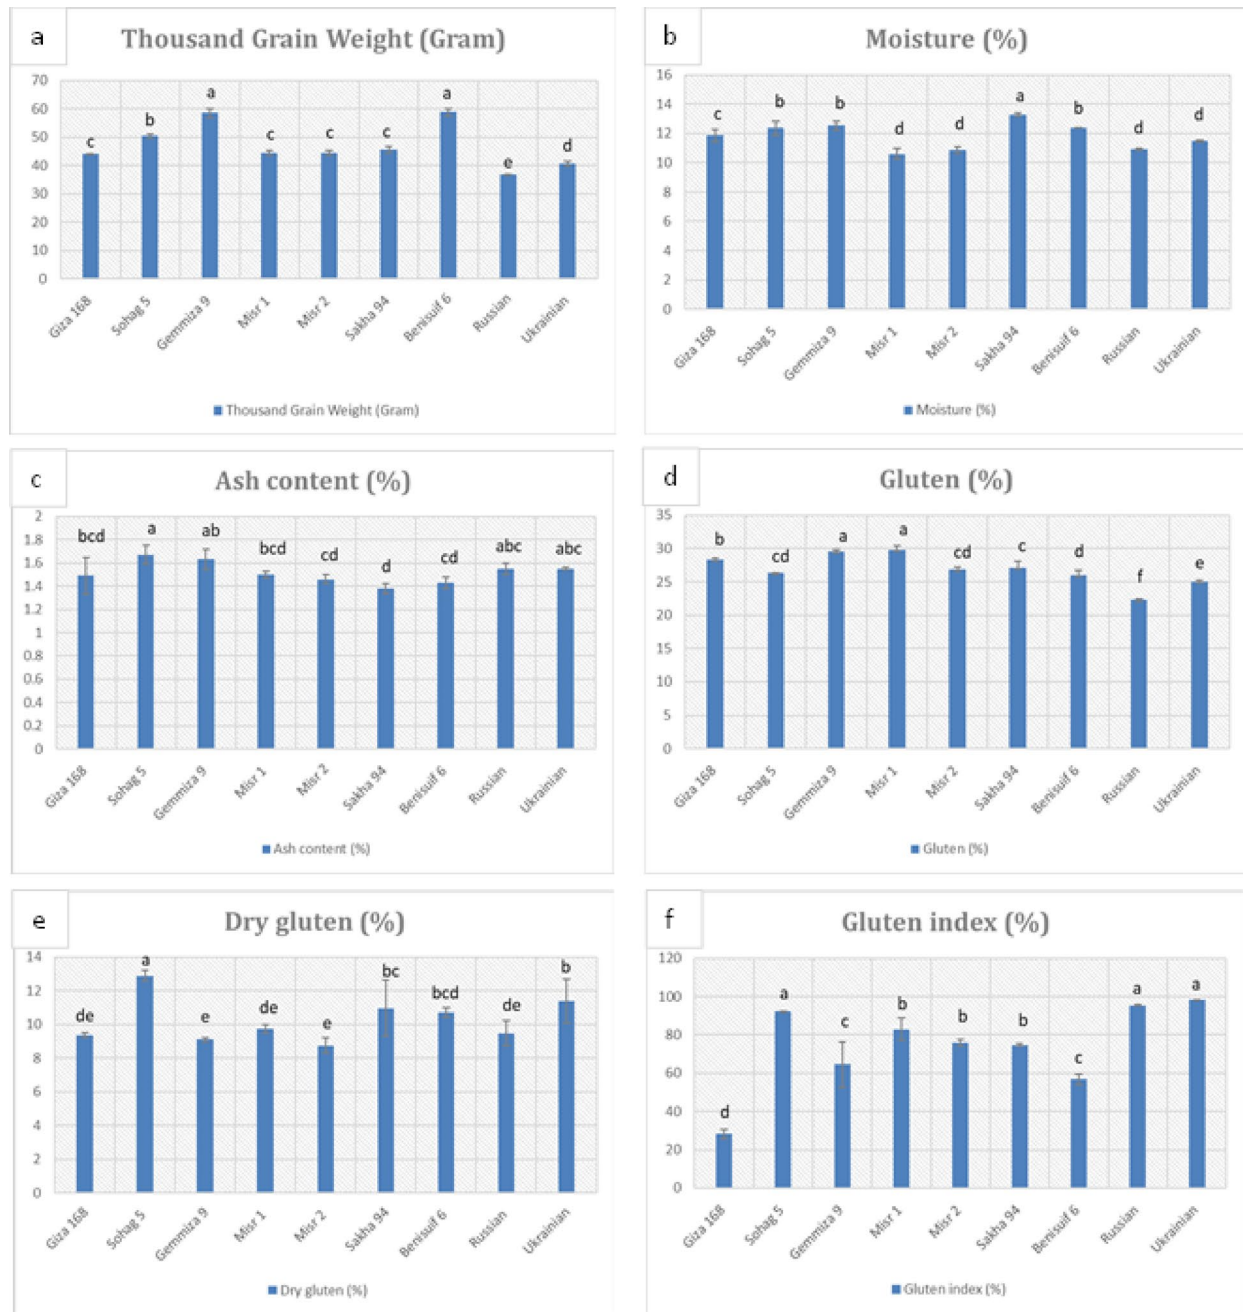 a
Thousand Grain Weight (Gram)
70
60
50
40
30
20
10
0
c
b
a
c
c
c
a
e
d
Giza 168
Sohag 5
Gemmiza 9
Misr 1
Misr 2
Sakha 94
Benisuif 6
Russian
Ukrainian
Thousand Grain Weight (Gram)
b
Moisture (%)
16
14
12
10
8
6
4
2
0
c
b
b
d
d
a
b
d
d
Giza 168
Sohag 5
Gemmiza 9
Misr 1
Misr 2
Sakha 94
Benisuif 6
Russian
Ukrainian
Moisture (%)
c
Ash content (%)
2
1.8
1.6
1.4
1.2
1
0.8
0.6
0.4
0.2
0
bcd
a
ab
bcd
cd
d
cd
abc
abc
Giza 168
Sohag 5
Gemmiza 9
Misr 1
Misr 2
Sakha 94
Benisuif 6
Russian
Ukrainian
Ash content (%)
d
Gluten (%)
35
30
25
20
15
10
5
0
b
cd
a
a
cd
c
d
f
e
Giza 168
Sohag 5
Gemmiza 9
Misr 1
Misr 2
Sakha 94
Benisuif 6
Russian
Ukrainian
Gluten (%)
e
Dry gluten (%)
14
12
10
8
6
4
2
0
de
a
e
de
e
bc
bcd
de
b
Giza 168
Sohag 5
Gemmiza 9
Misr 1
Misr 2
Sakha 94
Benisuif 6
Russian
Ukrainian
Dry gluten (%)
f
Gluten index (%)
120
100
80
60
40
20
0
d
a
c
b
b
b
c
a
a
Giza 168
Sohag 5
Gemmiza 9
Misr 1
Misr 2
Sakha 94
Benisuif 6
Russian
Ukrainian
Gluten index (%)